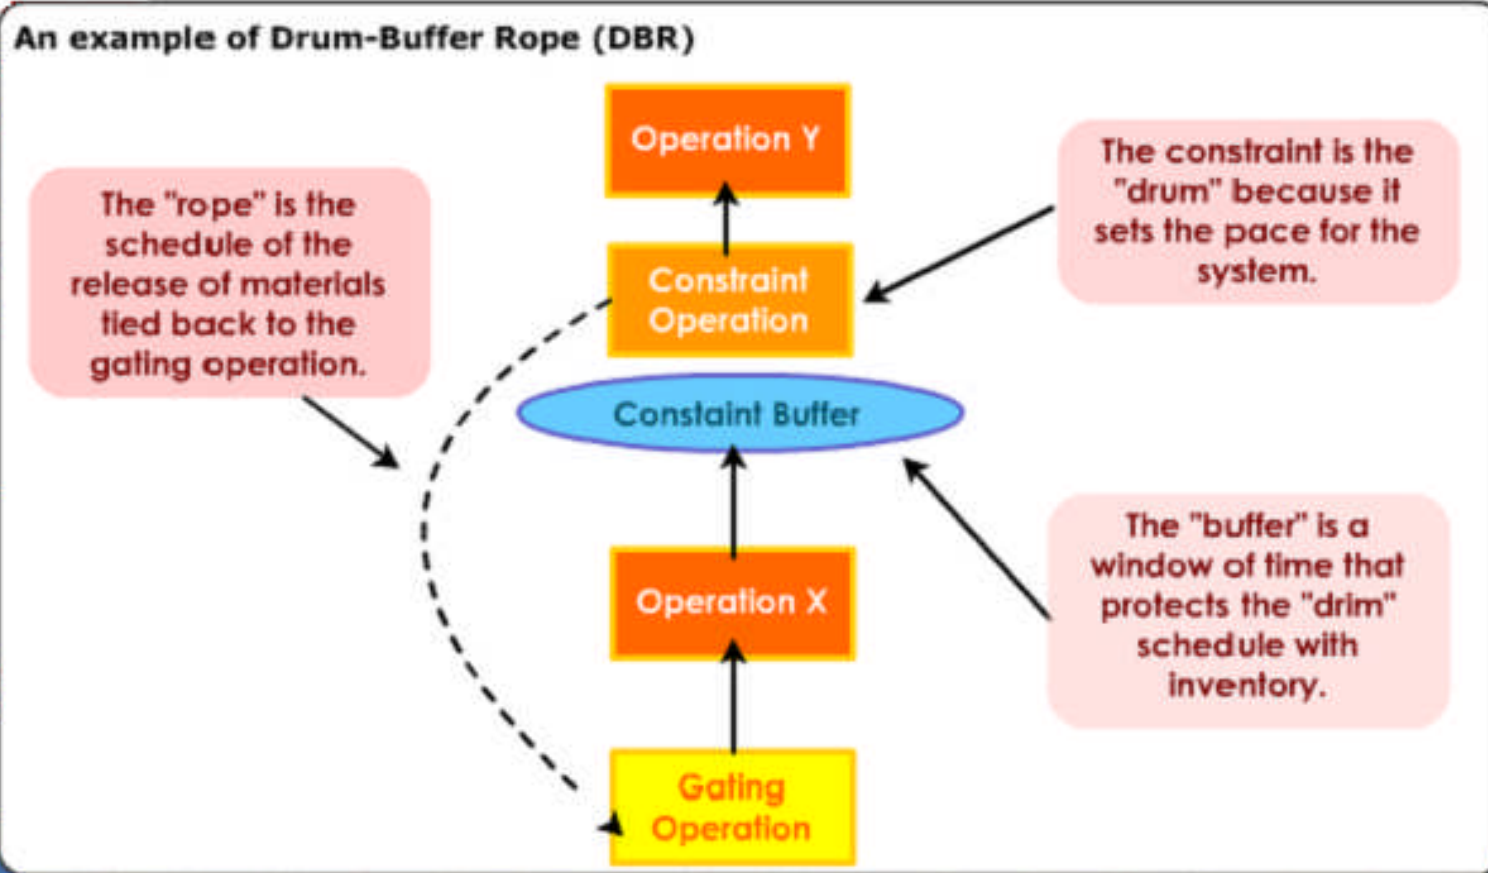 An example of Drum-Buffer Rope (DBR)
Operation Y
The constraint is the
"drum" because it
sets the pace for the
system.
The "rope" is the
schedule of the
release of materials
tied back to the
gating operation.
Constraint
Operation
Constaint Buffer
The "buffer" is a
window of time that
protects the "drim"
schedule with
inventory.
Operation X
Gating
Operation